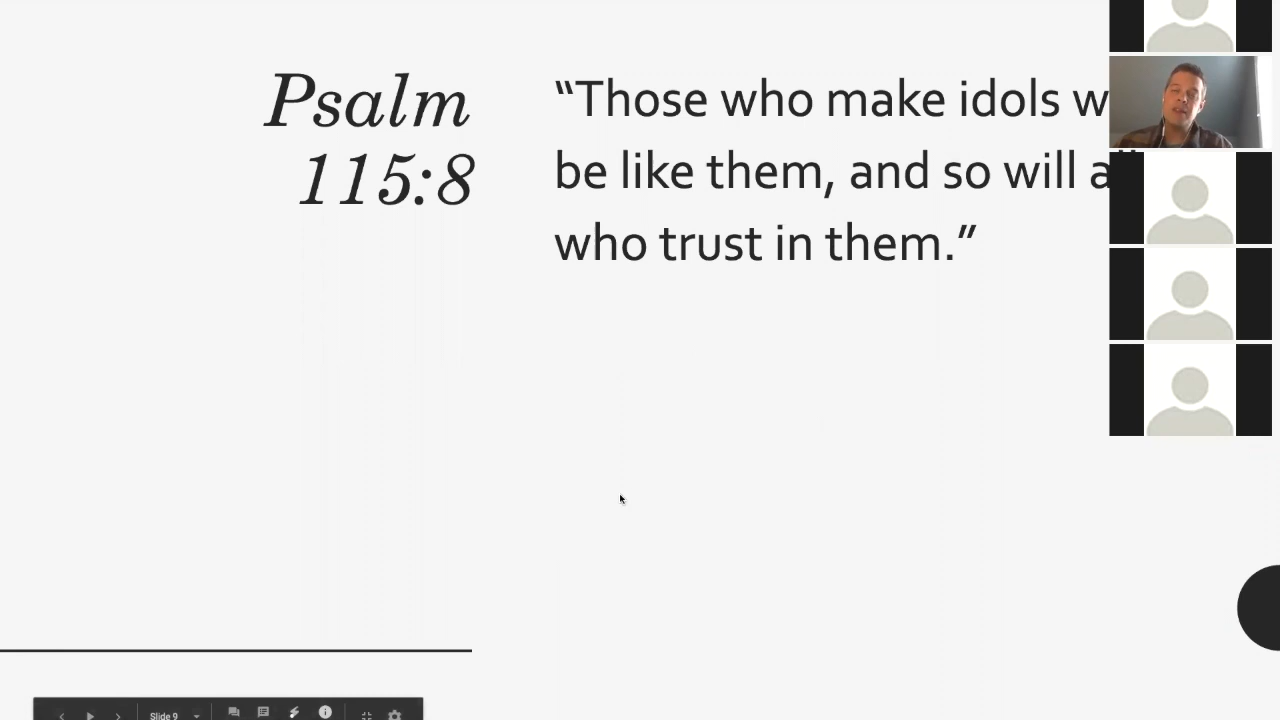 Psalm
115:8
“Those who make idols
be like them, and so will
who trust in them.”
Slide 9